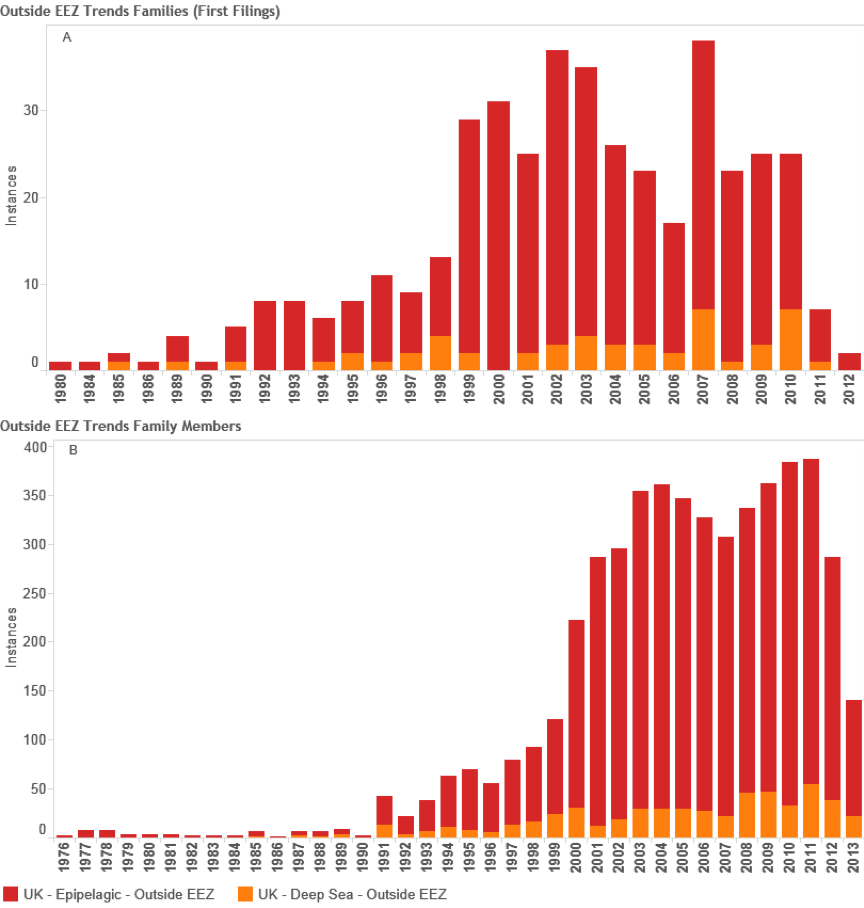 Outside EEZ Trends Families (First Filings)
A
Instances
30
20
10
0
1980 1984 1985 1986 1989 1990 1991 1992 1993 1994 1995 1996 1997 1998 1999 2000 2001 2002 2003 2004 2005 2006 2007 2008 2009 2010 2011 2012
Outside EEZ Trends Family Members
B
Instances
400
350
300
250
200
150
100
50
0
1976 1977 1978 1979 1980 1981 1982 1983 1984 1985 1986 1987 1988 1989 1990 1991 1992 1993 1994 1995 1996 1997 1998 1999 2000 2001 2002 2003 2004 2005 2006 2007 2008 2009 2010 2011 2012 2013
UK - Epipelagic - Outside EEZ UK - Deep Sea - Outside EEZ